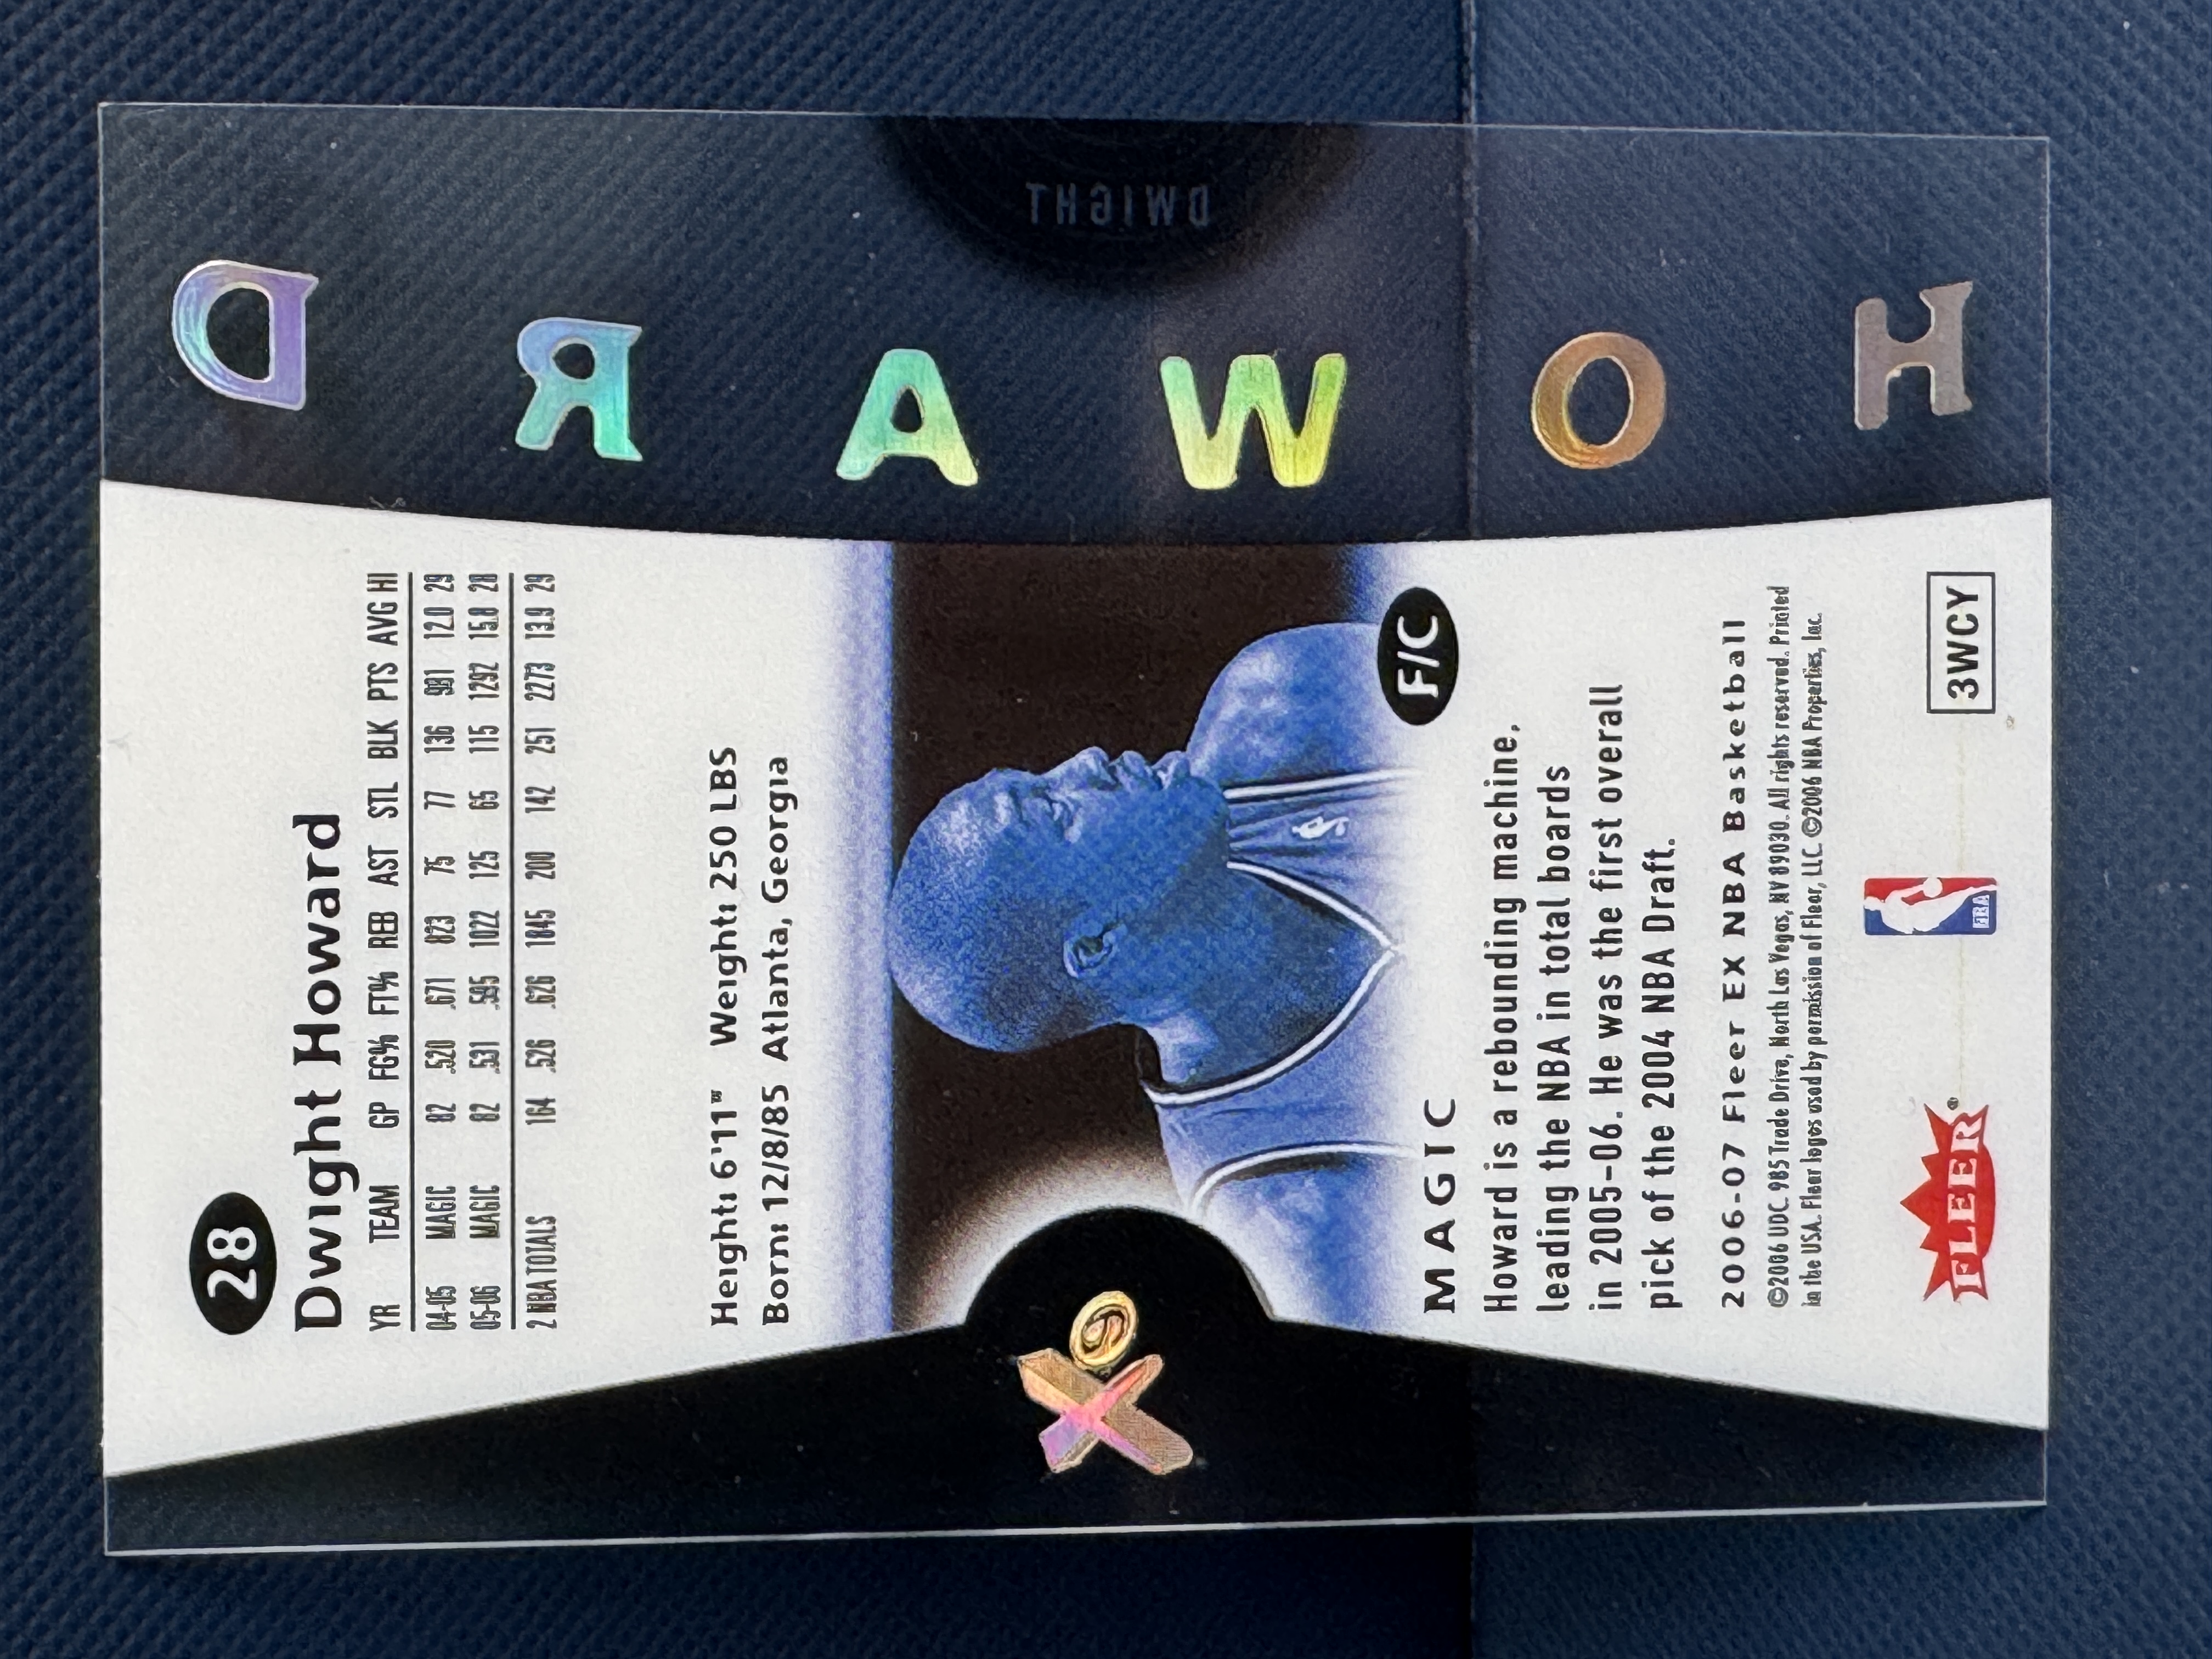 28
Dwight Howard
YR TEAM GP FG% FT% REB AST STL BLK PTS AVG HI
04-05 MAGIC 82 .520 .671 823 75 77 136 981 12.0 29
05-06 MAGIC 82 .531 .595 1022 125 65 115 1292 15.8 28
2 NBA TOTALS 164 .526 .628 1845 200 142 251 2273 13.9 29
Height: 6'11" Weight: 250 LBS
Born: 12/8/85 Atlanta, Georgia
MAGIC
F/C
Howard is a rebounding machine,
leading the NBA in total boards
in 2005-06. He was the first overall
pick of the 2004 NBA Draft.
2006-07 Fleer EX NBA Basketball
©2006 UDC. 985 Trade Drive, North Las Vegas, NV 89030. All rights reserved. Printed
in the USA. Fleer logos used by permission of Fleer, LLC. ©2006 NBA Properties, Inc.
FLEER®
NBA
3WCY
HOWARD
DWIGHT
eX